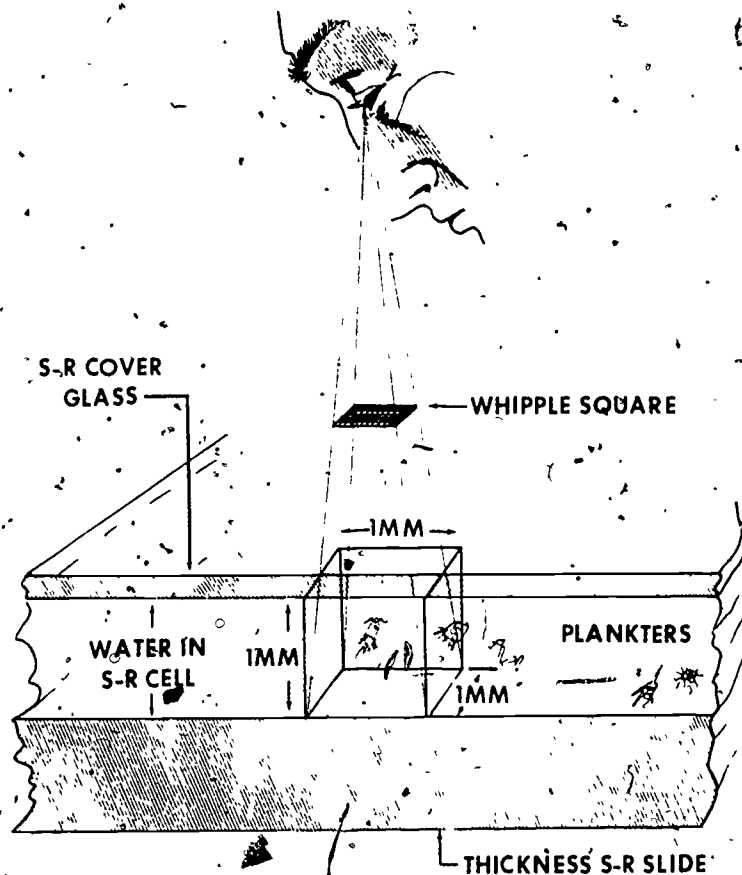 S-R COVER
GLASS
WHIPPLE SQUARE
1MM
WATER IN
S-R CELL
1MM
PLANKTERS
1MM
THICKNESS S-R SLIDE